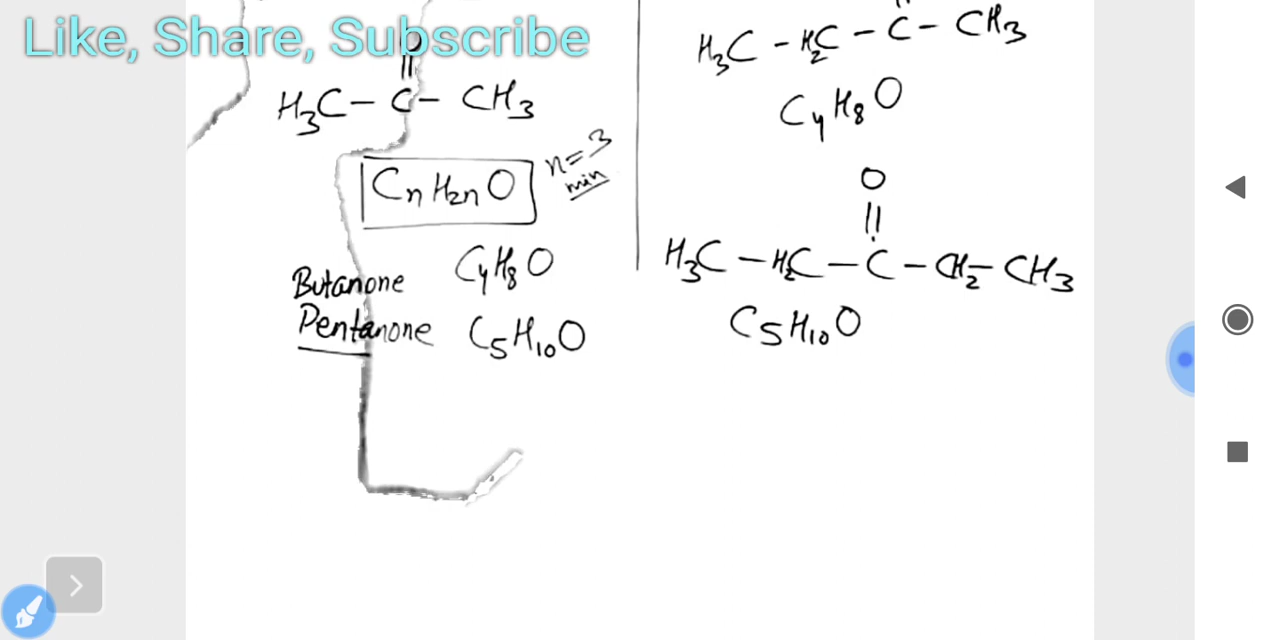 Like, Share, Subscribe
O
||
H3C – C – CH3
CnH2nO n=3
min
Butanone C4H8O
Pentanone C5H10O
||
H3C – H2C – C – CH3
C4H8O
O
||
H3C – H2C – C – CH2 – CH3
C5H10O